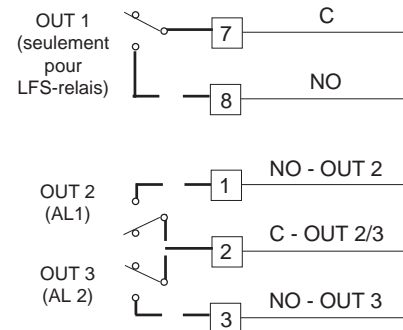 OUT 1
(seulement
pour
LFS-relais)
7
C
8
NO
OUT 2
(AL1)
1
NO - OUT 2
2
C - OUT 2/3
OUT 3
(AL 2)
3
NO - OUT 3